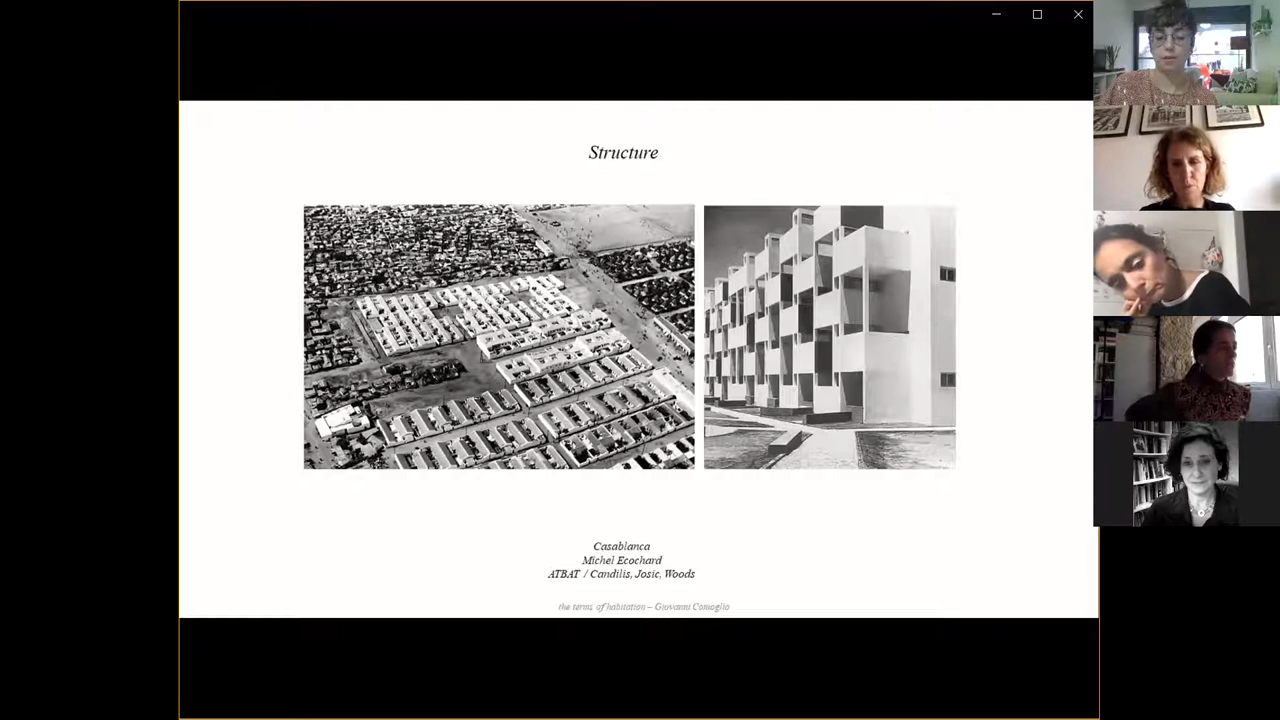 Structure
Casablanca
Michel Ecochard
ATBAT / Candilis, Josic, Woods
the terms of habitation – Giovanni Comoglio